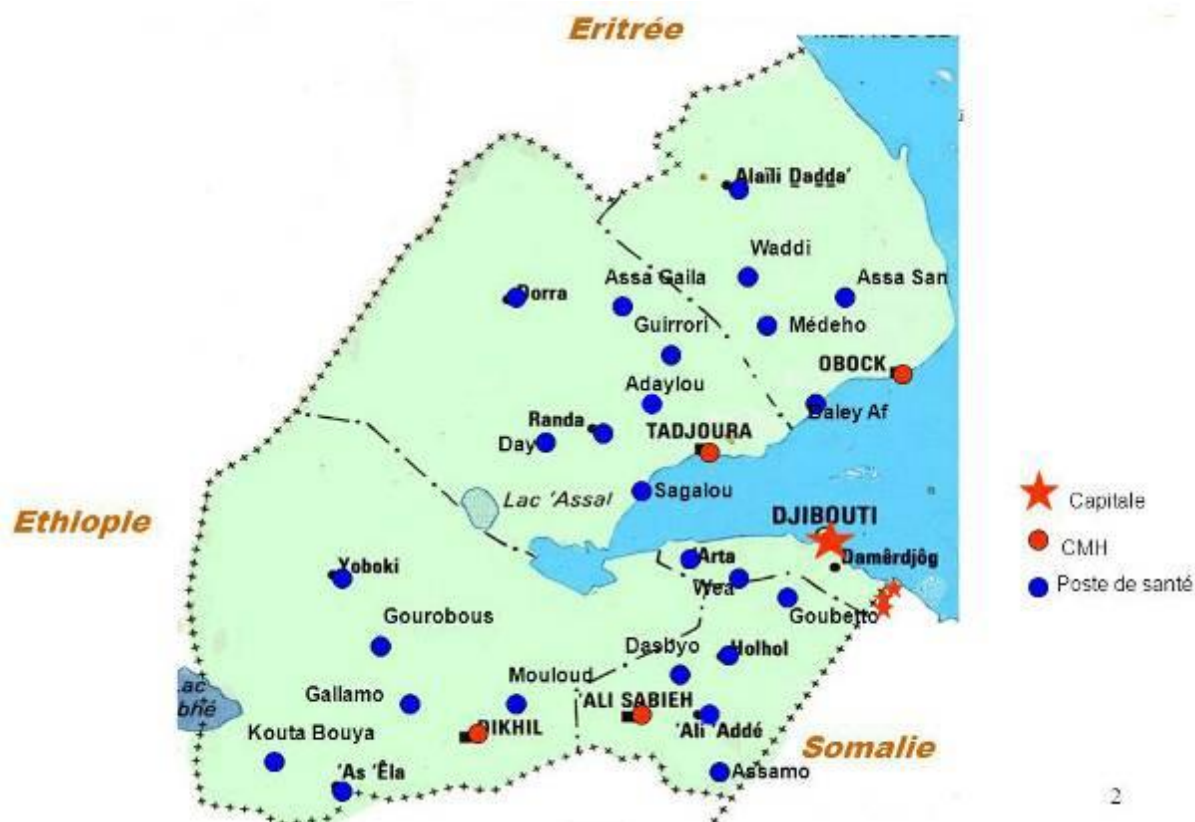 Eritrée
Alaïli Ḏaḏḏa'
Waddi
Assa Gaila
Assa San
Dorra
Guirrori
Médeho
OBOCK
Adaylou
Baley Af
Randa
TADJOURA
Day
Lac 'Assal
Sagalou
Ethiopie
DJIBOUTI
Capitale
CMH
Poste de santé
'Arta
Damêrdjôg
Yoboki
Wea
Goubetto
Gourobous
Dasbyo
Holhol
Gallamo
Mouloud
'ALI SABIEH
'Ali 'Addé
DIKHIL
Kouta Bouya
Somalie
'As 'Êla
Assamo
2